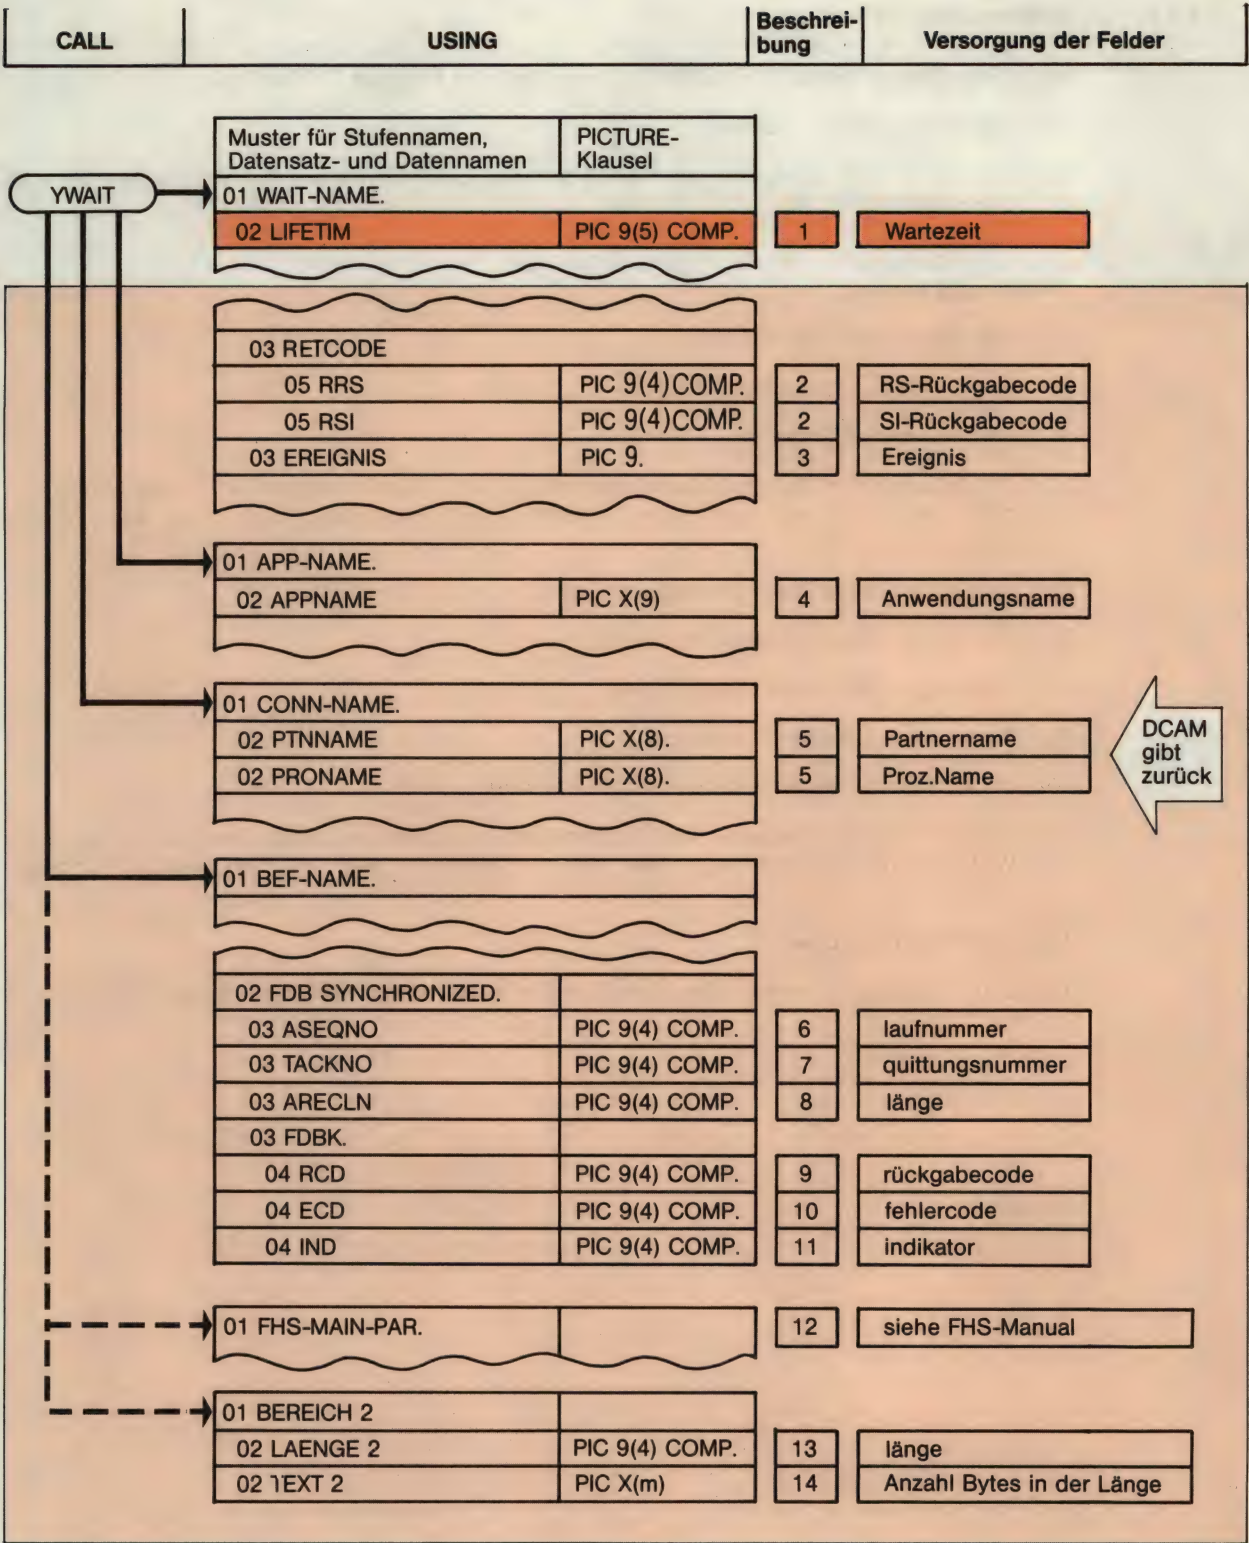 CALL USING Beschrei-
bung Versorgung der Felder
Muster für Stufennamen,
Datensatz- und Datennamen PICTURE-
Klausel
YWAIT 01 WAIT-NAME.
02 LIFETIM PIC 9(5) COMP. 1 Wartezeit
03 RETCODE
05 RRS PIC 9(4)COMP. 2 RS-Rückgabecode
05 RSI PIC 9(4)COMP. 2 SI-Rückgabecode
03 EREIGNIS PIC 9. 3 Ereignis
01 APP-NAME.
02 APPNAME PIC X(9) 4 Anwendungsname
01 CONN-NAME.
02 PTNNAME PIC X(8). 5 Partnername
02 PRONAME PIC X(8). 5 Proz.Name
DCAM
gibt
zurück
01 BEF-NAME.
02 FDB SYNCHRONIZED.
03 ASEQNO PIC 9(4) COMP. 6 laufnummer
03 TACKNO PIC 9(4) COMP. 7 quittungsnummer
03 ARECLN PIC 9(4) COMP. 8 länge
03 FDBK.
04 RCD PIC 9(4) COMP. 9 rückgabecode
04 ECD PIC 9(4) COMP. 10 fehlercode
04 IND PIC 9(4) COMP. 11 indikator
01 FHS-MAIN-PAR. 12 siehe FHS-Manual
01 BEREICH 2
02 LAENGE 2 PIC 9(4) COMP. 13 länge
02 TEXT 2 PIC X(m) 14 Anzahl Bytes in der Länge